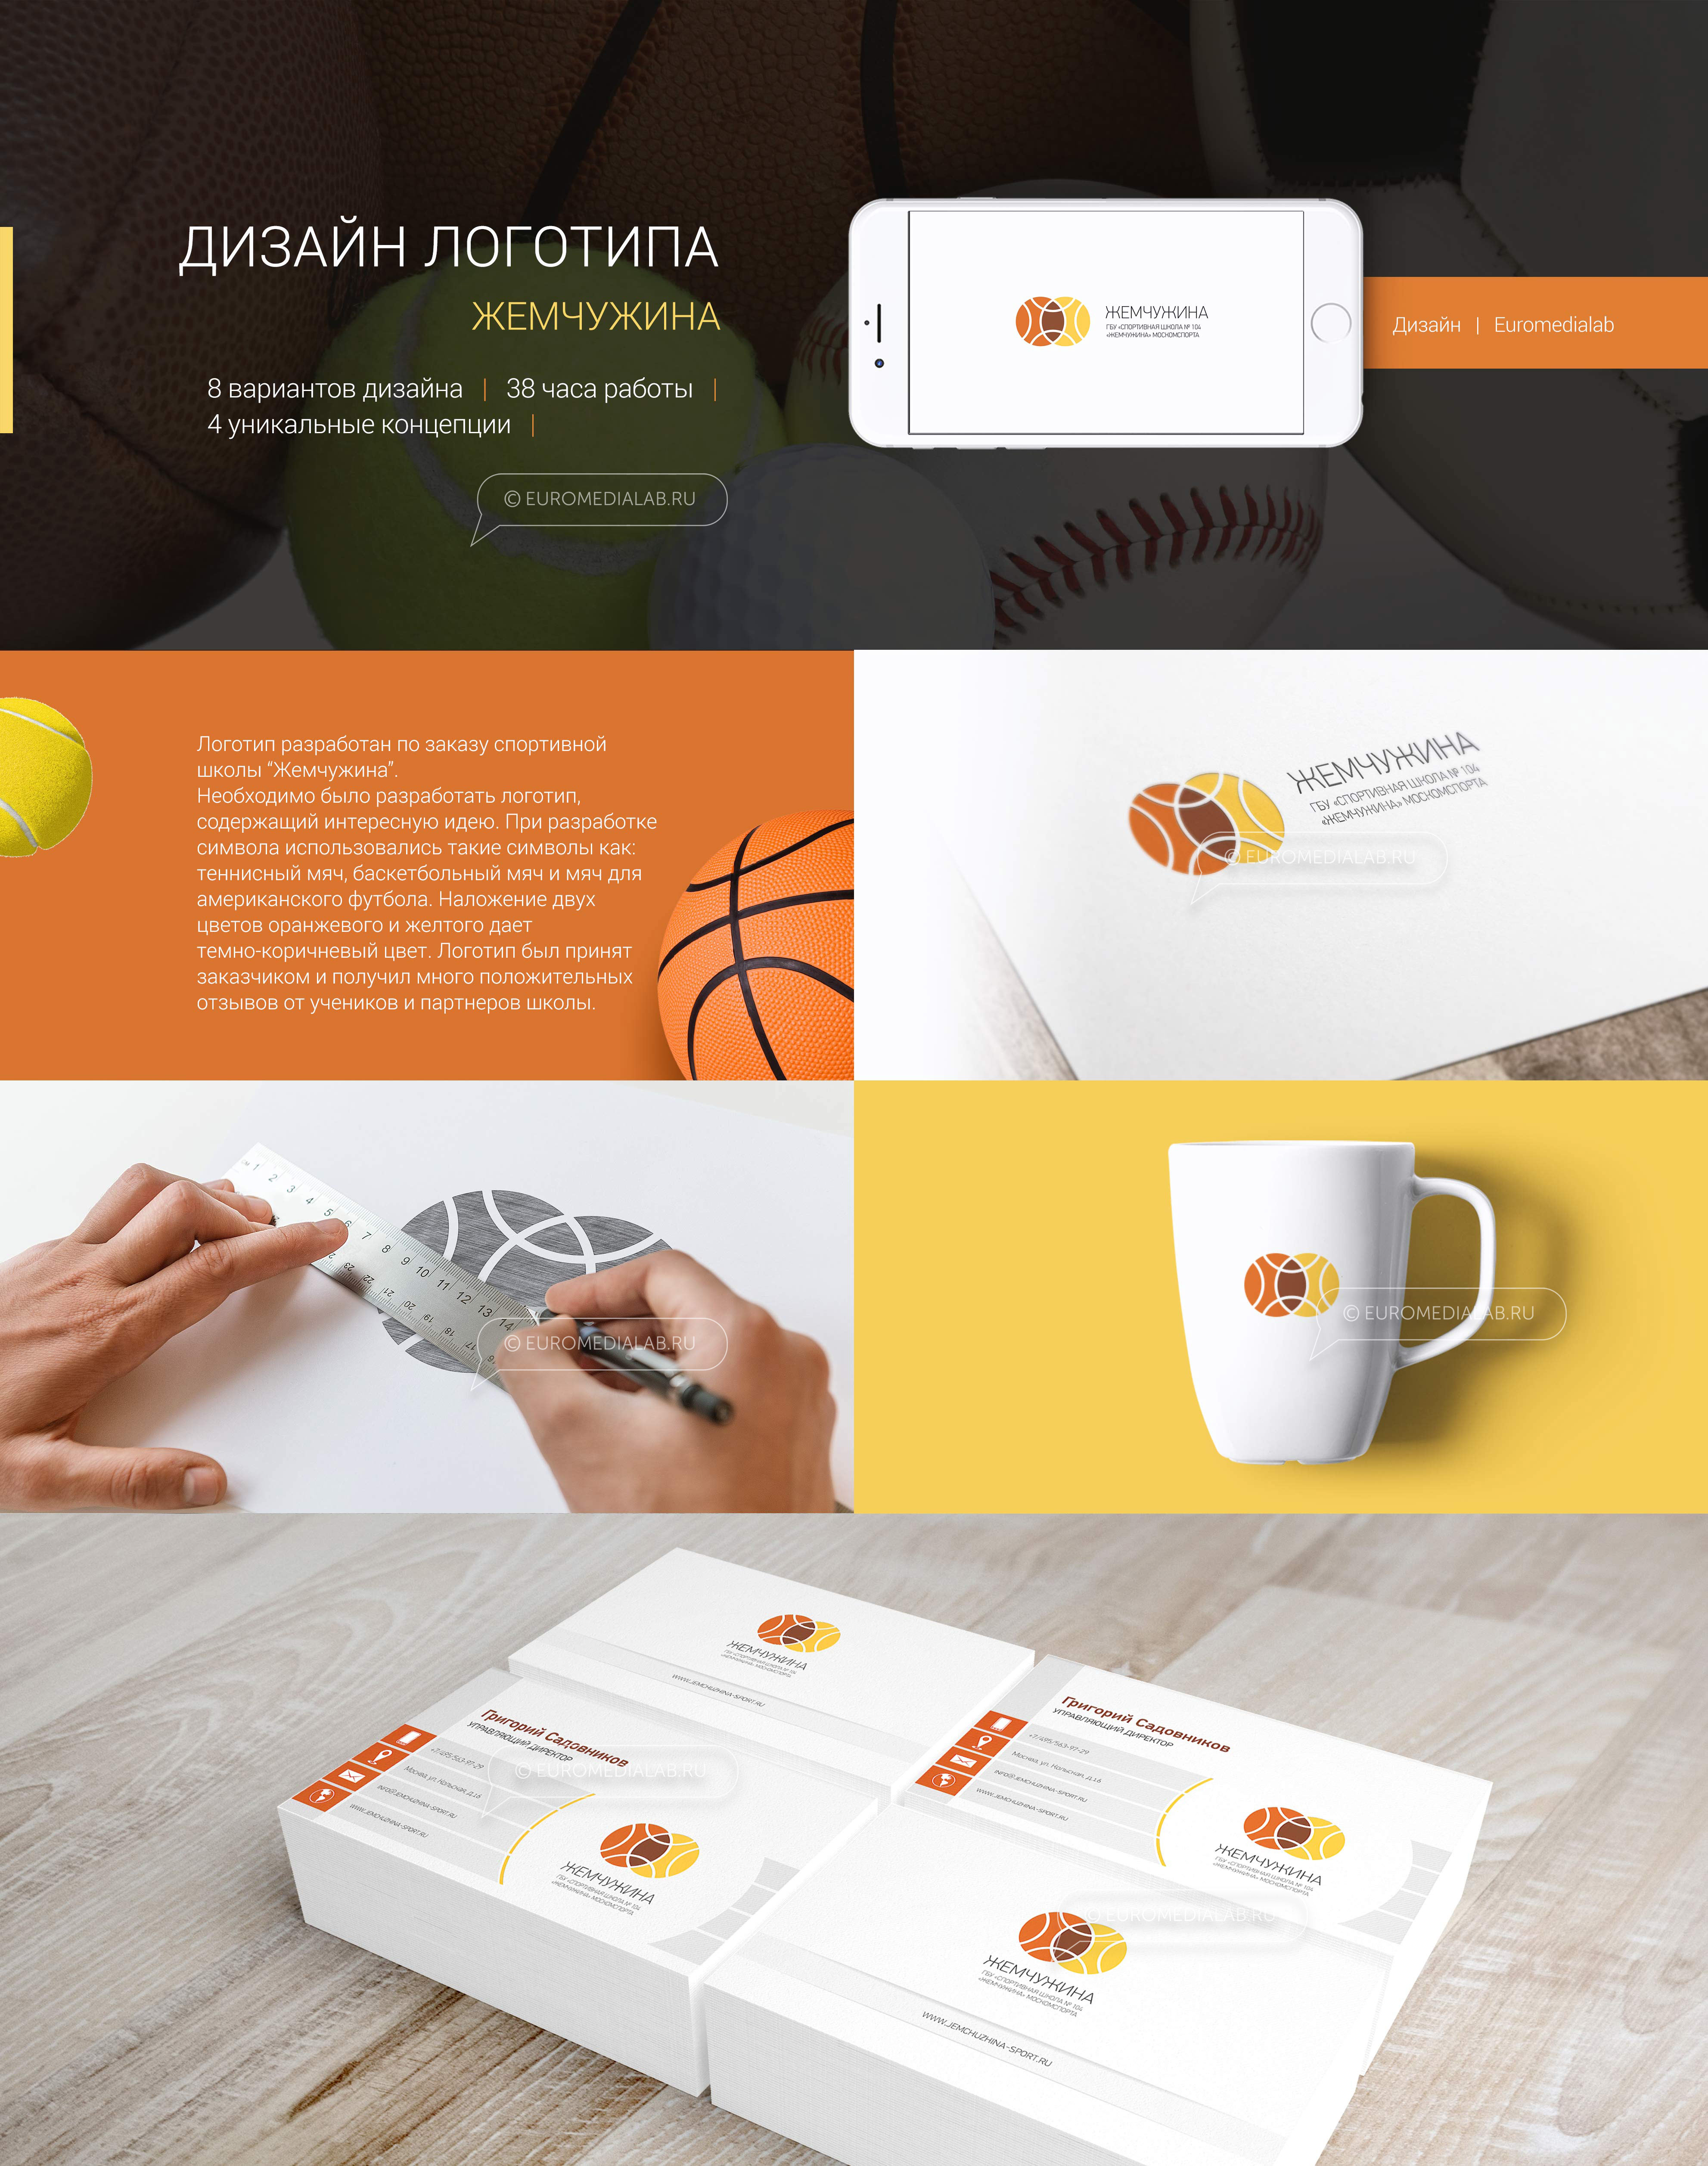 ДИЗАЙН ЛОГОТИПА
ЖЕМЧУЖИНА
8 вариантов дизайна | 38 часа работы |
4 уникальные концепции |
© EUROMEDIALAB.RU
ЖЕМЧУЖИНА
ГБУ «СПОРТИВНАЯ ШКОЛА № 104
«ЖЕМЧУЖИНА» МОСКОМСПОРТА
Дизайн | Euromedialab
Логотип разработан по заказу спортивной
школы “Жемчужина”.
Необходимо было разработать логотип,
содержащий интересную идею. При разработке
символа использовались такие символы как:
теннисный мяч, баскетбольный мяч и мяч для
американского футбола. Наложение двух
цветов оранжевого и желтого дает
темно-коричневый цвет. Логотип был принят
заказчиком и получил много положительных
отзывов от учеников и партнеров школы.
ЖЕМЧУЖИНА
ГБУ «СПОРТИВНАЯ ШКОЛА № 104
«ЖЕМЧУЖИНА» МОСКОМСПОРТА
© EUROMEDIALAB.RU
1 2 3 4 5 6 7 8 9 10 11 12 13 14
© EUROMEDIALAB.RU
© EUROMEDIALAB.RU
ЖЕМЧУЖИНА
ГБУ «СПОРТИВНАЯ ШКОЛА № 104
«ЖЕМЧУЖИНА» МОСКОМСПОРТА
WWW.JEMCHUZHINA-SPORT.RU
Григорий Садовников
УПРАВЛЯЮЩИЙ ДИРЕКТОР
+7/495/563-97-29
Москва, ул. Кольская, д.16
INFO@JEMCHUZHINA-SPORT.RU
WWW.JEMCHUZHINA-SPORT.RU
© EUROMEDIALAB.RU
ЖЕМЧУЖИНА
ГБУ «СПОРТИВНАЯ ШКОЛА № 104
«ЖЕМЧУЖИНА» МОСКОМСПОРТА
Григорий Садовников
УПРАВЛЯЮЩИЙ ДИРЕКТОР
+7/495/563-97-29
Москва, ул. Кольская, д.16
INFO@JEMCHUZHINA-SPORT.RU
WWW.JEMCHUZHINA-SPORT.RU
ЖЕМЧУЖИНА
ГБУ «СПОРТИВНАЯ ШКОЛА № 104
«ЖЕМЧУЖИНА» МОСКОМСПОРТА
© EUROMEDIALAB.RU
ЖЕМЧУЖИНА
ГБУ «СПОРТИВНАЯ ШКОЛА № 104
«ЖЕМЧУЖИНА» МОСКОМСПОРТА
WWW.JEMCHUZHINA-SPORT.RU